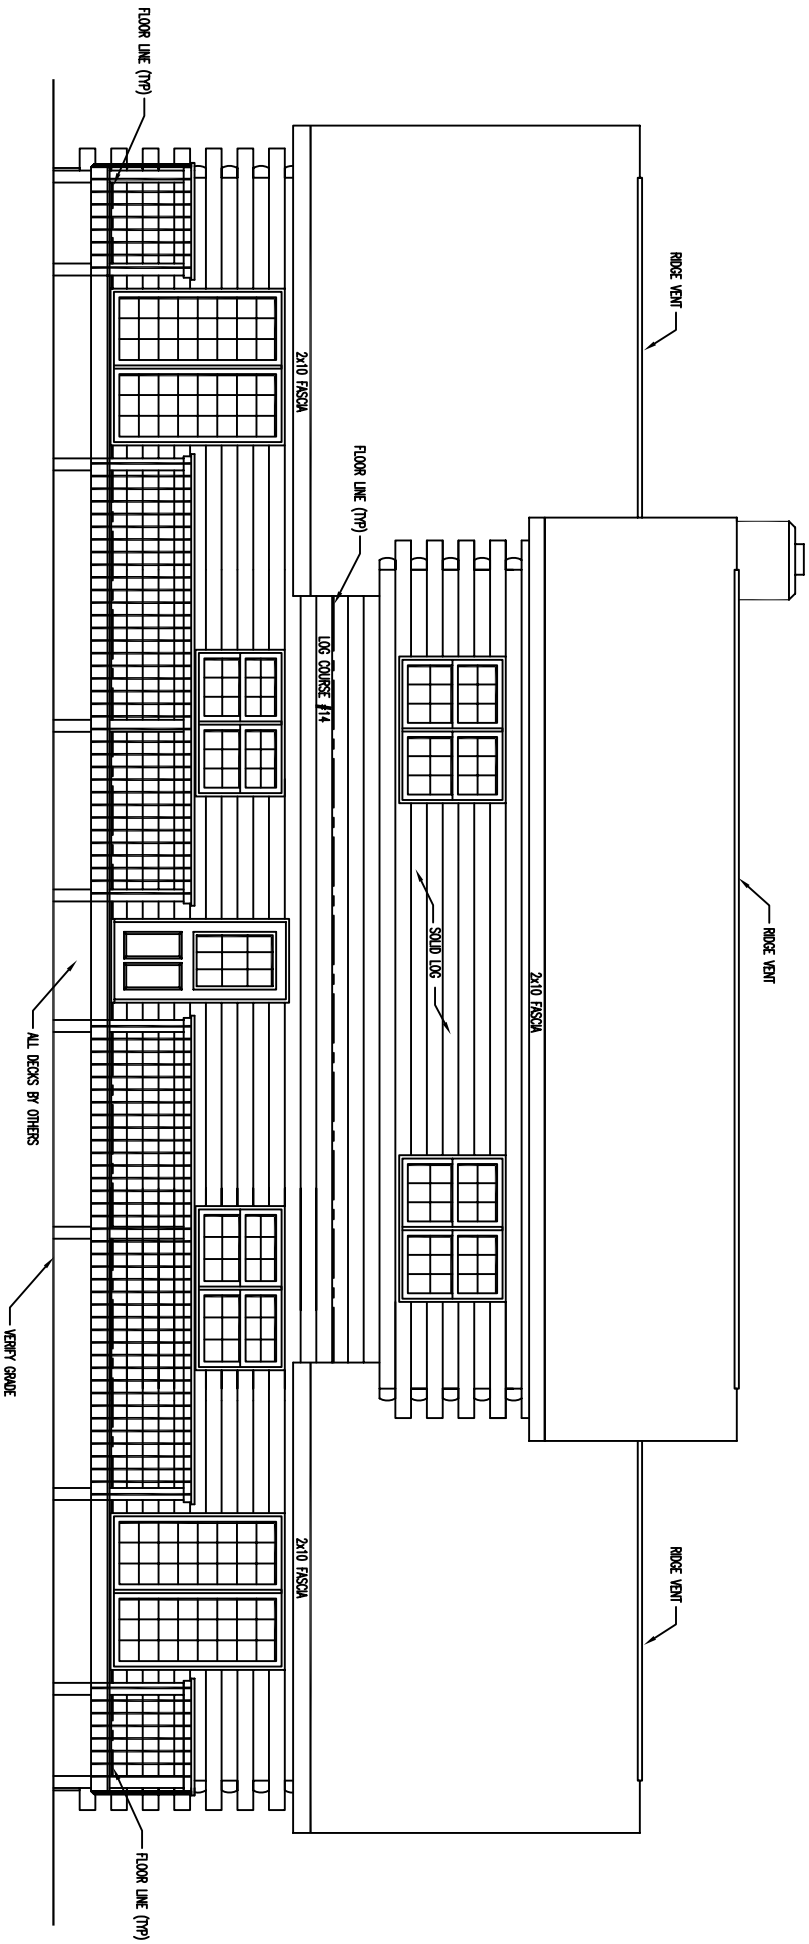 RIDGE VENT
RIDGE VENT
RIDGE VENT
2x10 FASCIA
SOLID LOG
FLOOR LINE (TYP)
LOG COURSE #14
2x10 FASCIA
2x10 FASCIA
FLOOR LINE (TYP)
FLOOR LINE (TYP)
ALL DECKS BY OTHERS
VERIFY GRADE